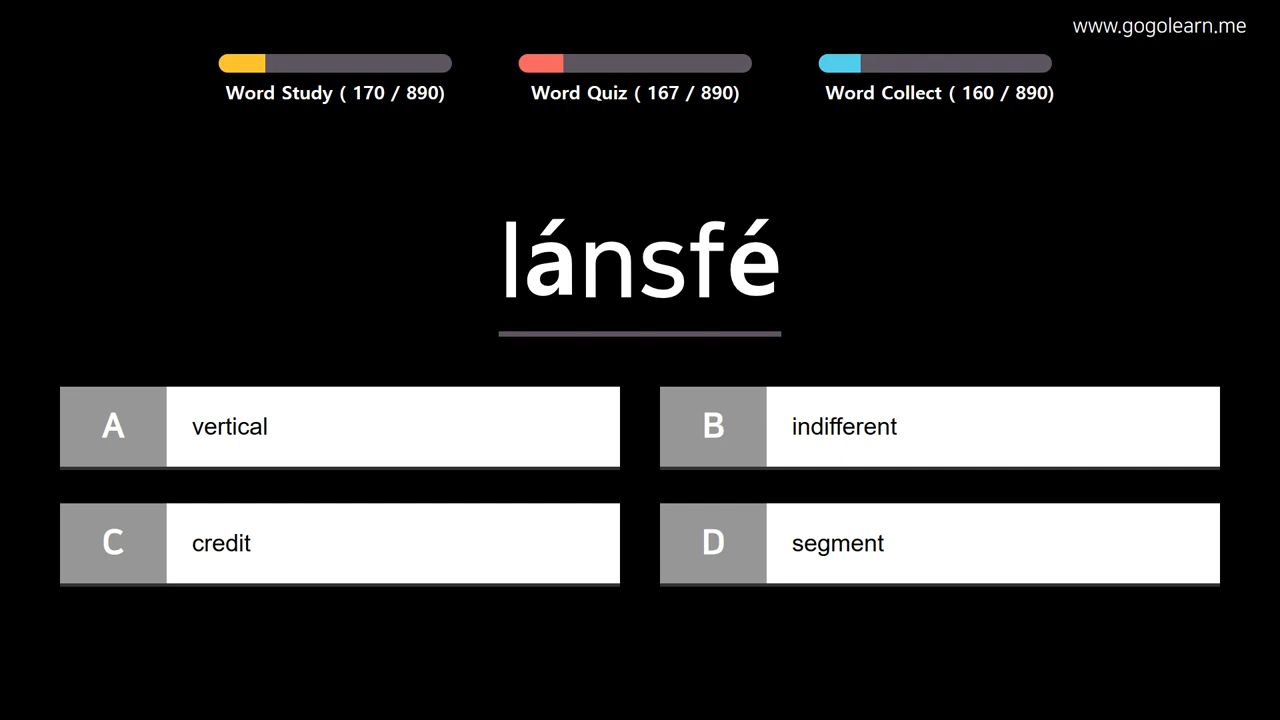 www.gogolearn.me
Word Study ( 170 / 890)
Word Quiz ( 167 / 890)
Word Collect ( 160 / 890)
lánsfé
A vertical
B indifferent
C credit
D segment